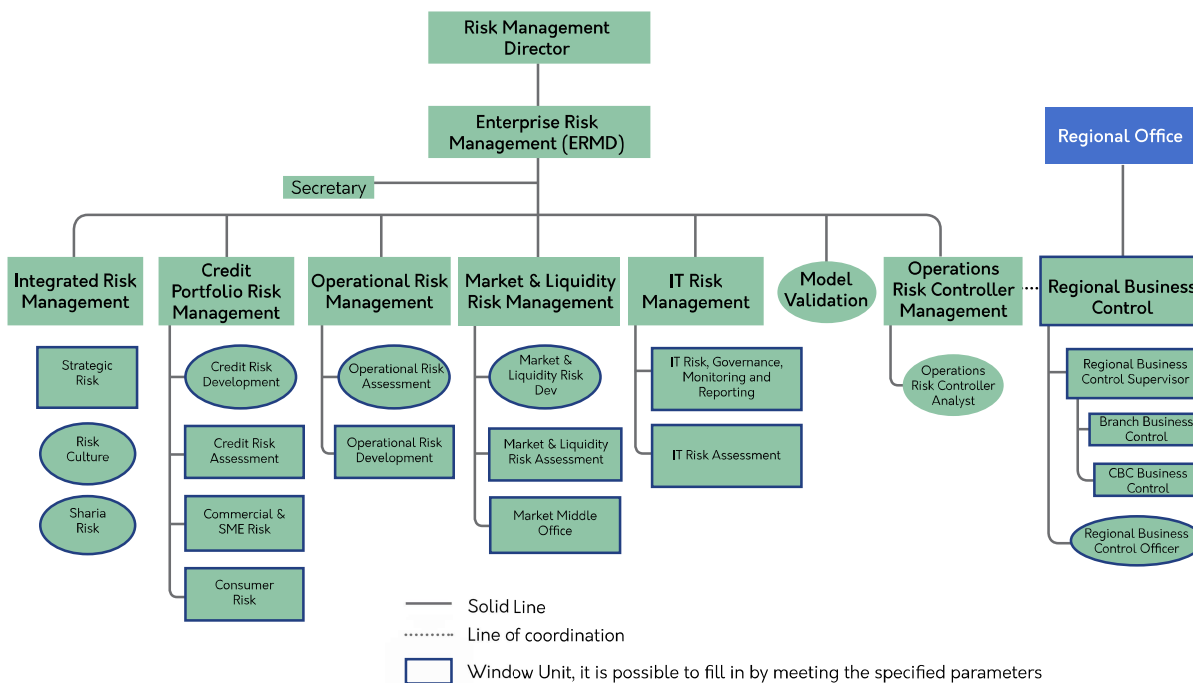 Risk Management
Director
Enterprise Risk
Management (ERMD)
Regional Office
Secretary
Integrated Risk
Management
Credit
Portfolio Risk
Management
Operational Risk
Management
Market & Liquidity
Risk Management
IT Risk
Management
Model
Validation
Operations
Risk Controller
Management
Regional Business
Control
Strategic
Risk
Risk
Culture
Sharia
Risk
Credit Risk
Development
Credit Risk
Assessment
Commercial &
SME Risk
Consumer
Risk
Operational Risk
Assessment
Operational Risk
Development
Market &
Liquidity Risk
Dev
Market & Liquidity
Risk Assessment
Market Middle
Office
IT Risk, Governance,
Monitoring and
Reporting
IT Risk Assessment
Operations
Risk Controller
Analyst
Regional Business
Control Supervisor
Branch Business
Control
CBC Business
Control
Regional Business
Control Officer
Solid Line
Line of coordination
Window Unit, it is possible to fill in by meeting the specified parameters